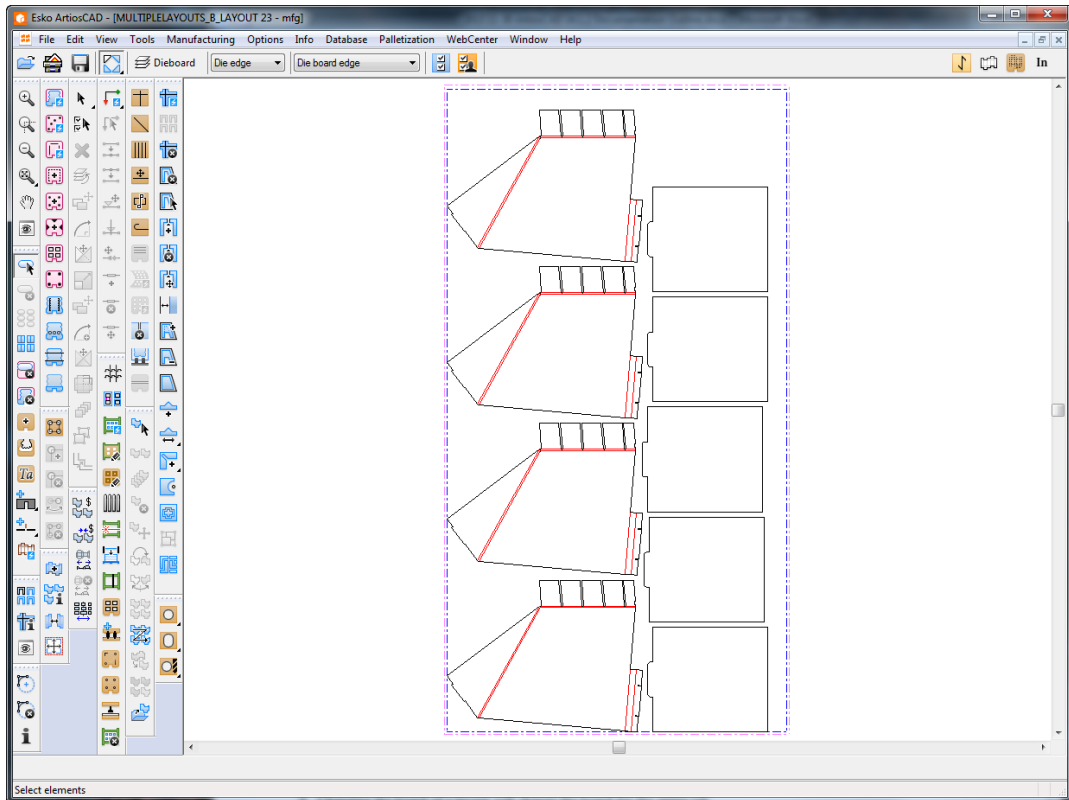 Esko ArtiosCAD - [MULTIPLELAYOUTS_B_LAYOUT 23 - mfg]
File Edit View Tools Manufacturing Options Info Database Palletization WebCenter Window Help
Dieboard Die edge Die board edge In
Ta
Select elements